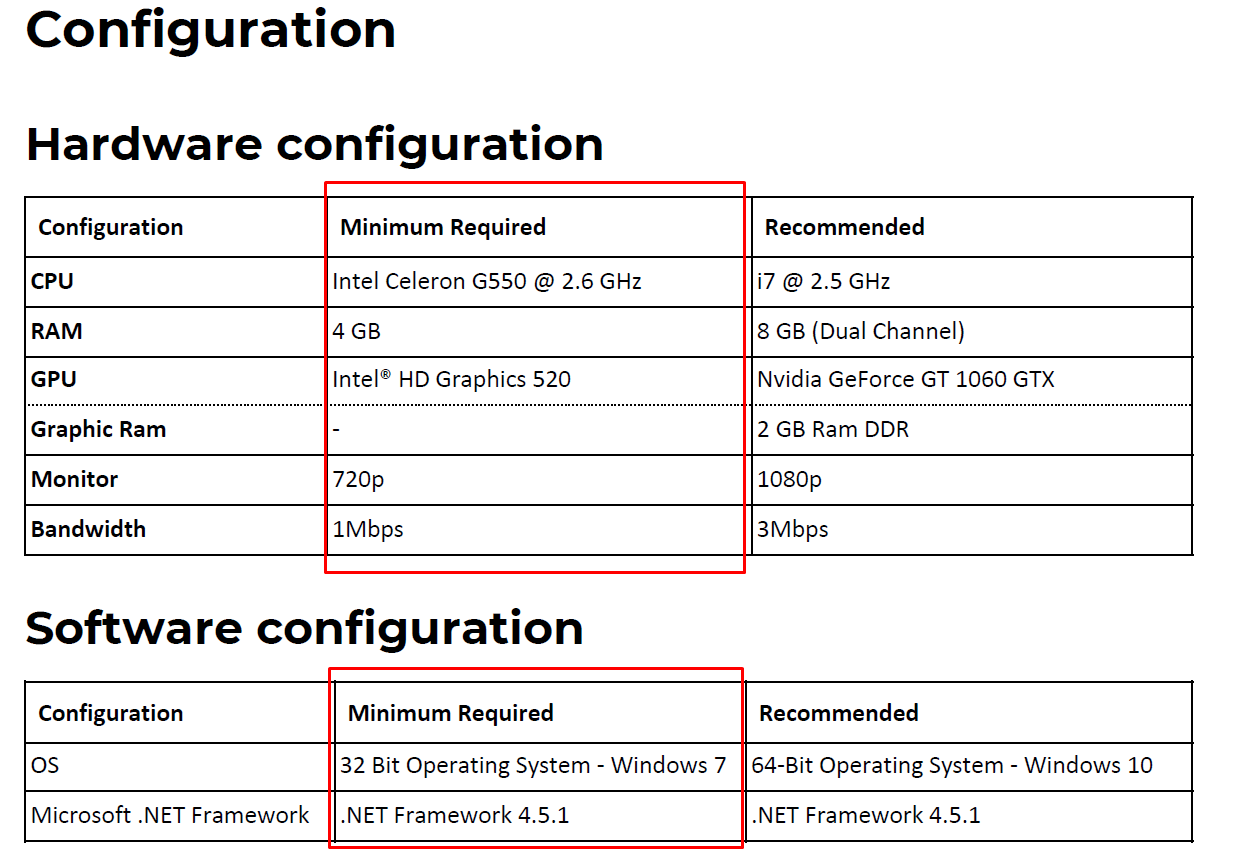 Configuration
Hardware configuration
Configuration Minimum Required Recommended
CPU Intel Celeron G550 @ 2.6 GHz i7 @ 2.5 GHz
RAM 4 GB 8 GB (Dual Channel)
GPU Intel® HD Graphics 520 Nvidia GeForce GT 1060 GTX
Graphic Ram - 2 GB Ram DDR
Monitor 720p 1080p
Bandwidth 1Mbps 3Mbps
Software configuration
Configuration Minimum Required Recommended
OS 32 Bit Operating System - Windows 7 64-Bit Operating System - Windows 10
Microsoft .NET Framework .NET Framework 4.5.1 .NET Framework 4.5.1